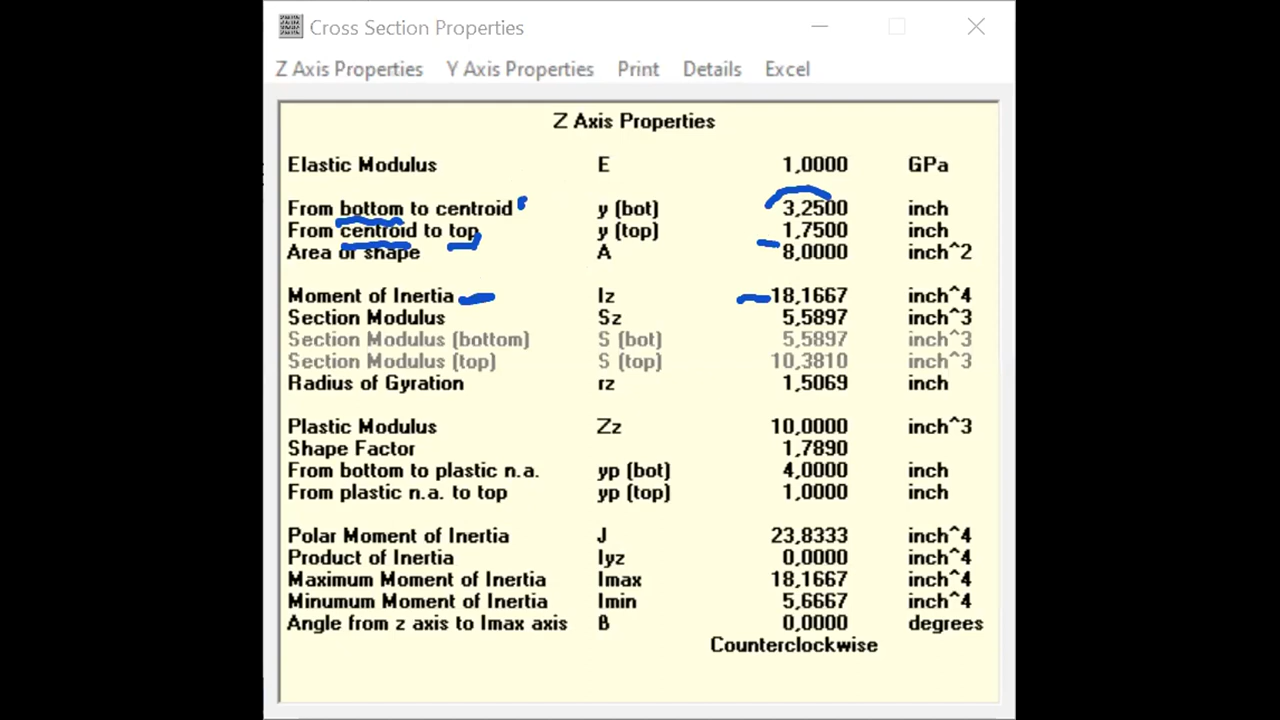 Cross Section Properties
Z Axis Properties Y Axis Properties Print Details Excel
Z Axis Properties
Elastic Modulus E 1,0000 GPa
From bottom to centroid y (bot) 3,2500 inch
From centroid to top y (top) 1,7500 inch
Area of shape A 8,0000 inch^2
Moment of Inertia Iz 18,1667 inch^4
Section Modulus Sz 5,5897 inch^3
Section Modulus (bottom) S (bot) 5,5897 inch^3
Section Modulus (top) S (top) 10,3810 inch^3
Radius of Gyration rz 1,5069 inch
Plastic Modulus Zz 10,0000 inch^3
Shape Factor 1,7890
From bottom to plastic n.a. yp (bot) 4,0000 inch
From plastic n.a. to top yp (top) 1,0000 inch
Polar Moment of Inertia J 23,8333 inch^4
Product of Inertia Iyz 0,0000 inch^4
Maximum Moment of Inertia Imax 18,1667 inch^4
Minumum Moment of Inertia Imin 5,6667 inch^4
Angle from z axis to Imax axis ß 0,0000 degrees
Counterclockwise